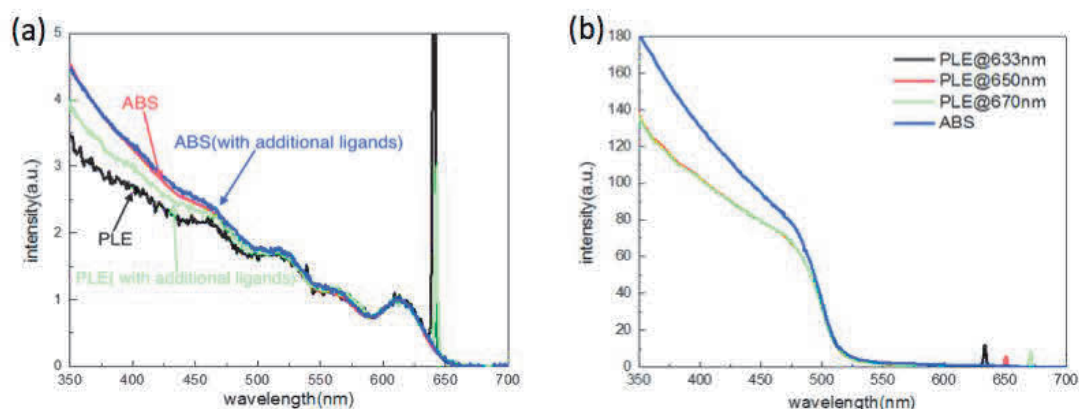 (a)
5
4
3
2
1
0
intensity(a.u.)
ABS
ABS(with additional ligands)
PLE
PLE( with additional ligands)
350 400 450 500 550 600 650 700
wavelength(nm)
(b)
180
160
140
120
100
80
60
40
20
0
intensity(a.u.)
PLE@633nm
PLE@650nm
PLE@670nm
ABS
350 400 450 500 550 600 650 700
wavelength(nm)